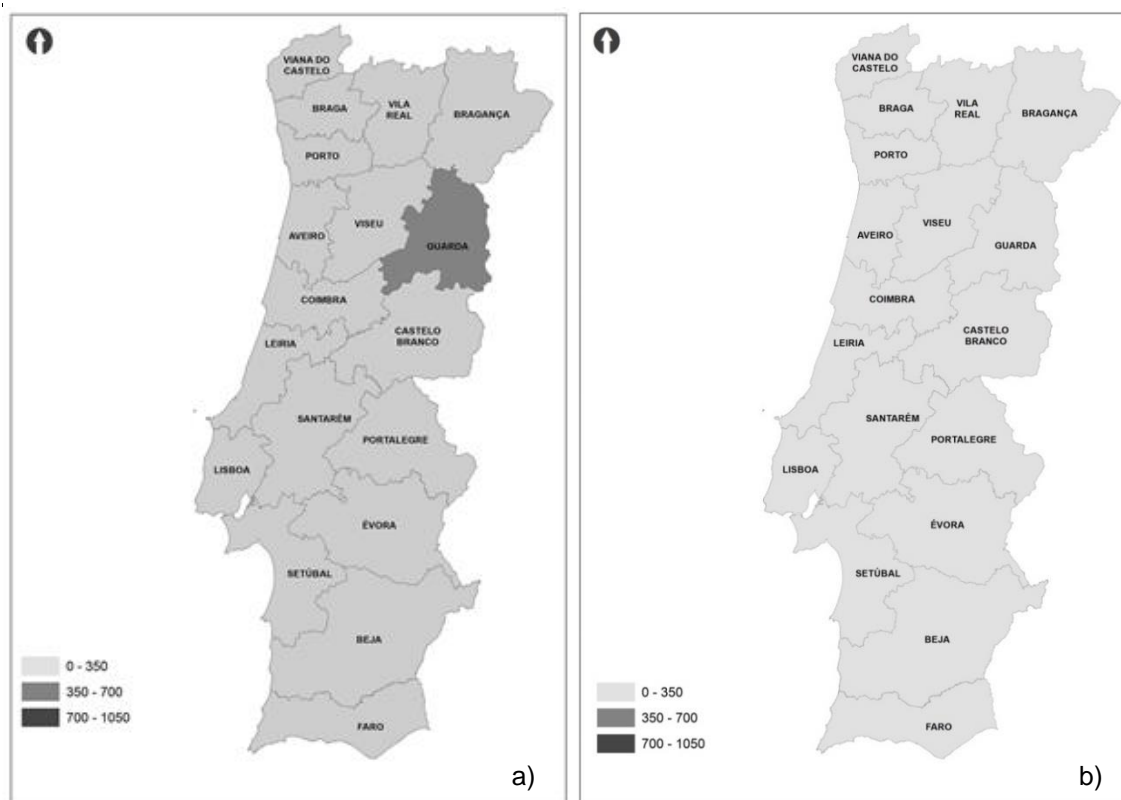 VIANA DO
CASTELO
BRAGA
VILA
REAL
BRAGANÇA
PORTO
VISEU
AVEIRO
GUARDA
COIMBRA
CASTELO
BRANCO
LEIRIA
SANTARÉM
PORTALEGRE
LISBOA
ÉVORA
SETÚBAL
BEJA
FARO
0 - 350
350 - 700
700 - 1050
a)
VIANA DO
CASTELO
BRAGA
VILA
REAL
BRAGANÇA
PORTO
VISEU
AVEIRO
GUARDA
COIMBRA
CASTELO
BRANCO
LEIRIA
SANTARÉM
PORTALEGRE
LISBOA
ÉVORA
SETÚBAL
BEJA
FARO
0 - 350
350 - 700
700 - 1050
b)